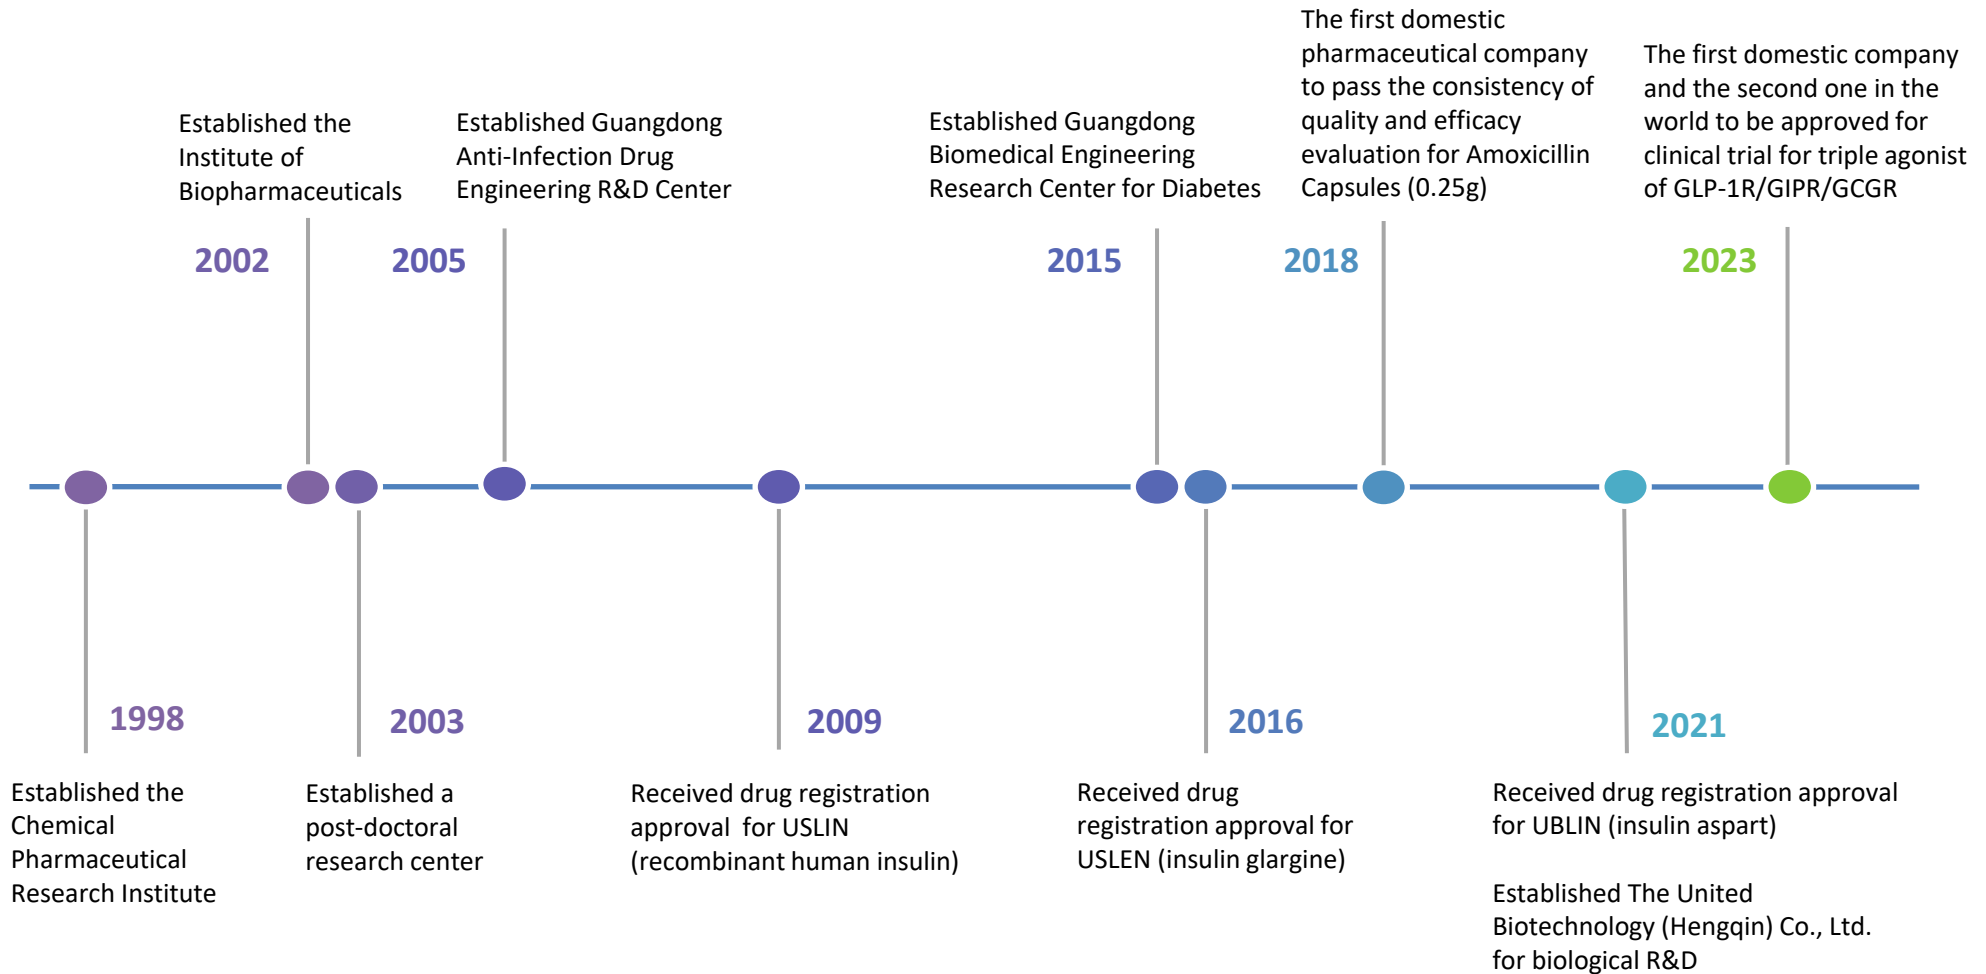 The first domestic
pharmaceutical company
to pass the consistency of
quality and efficacy
evaluation for Amoxicillin
Capsules (0.25g)
The first domestic company
and the second one in the
world to be approved for
clinical trial for triple agonist
of GLP-1R/GIPR/GCGR
Established the
Institute of
Biopharmaceuticals
Established Guangdong
Anti-Infection Drug
Engineering R&D Center
Established Guangdong
Biomedical Engineering
Research Center for Diabetes
2002
2005
2015
2018
2023
1998
2003
2009
2016
2021
Established the
Chemical
Pharmaceutical
Research Institute
Established a
post-doctoral
research center
Received drug registration
approval  for USLIN
(recombinant human insulin)
Received drug
registration approval for
USLEN (insulin glargine)
Received drug registration approval
for UBLIN (insulin aspart)
Established The United
Biotechnology (Hengqin) Co., Ltd.
for biological R&D